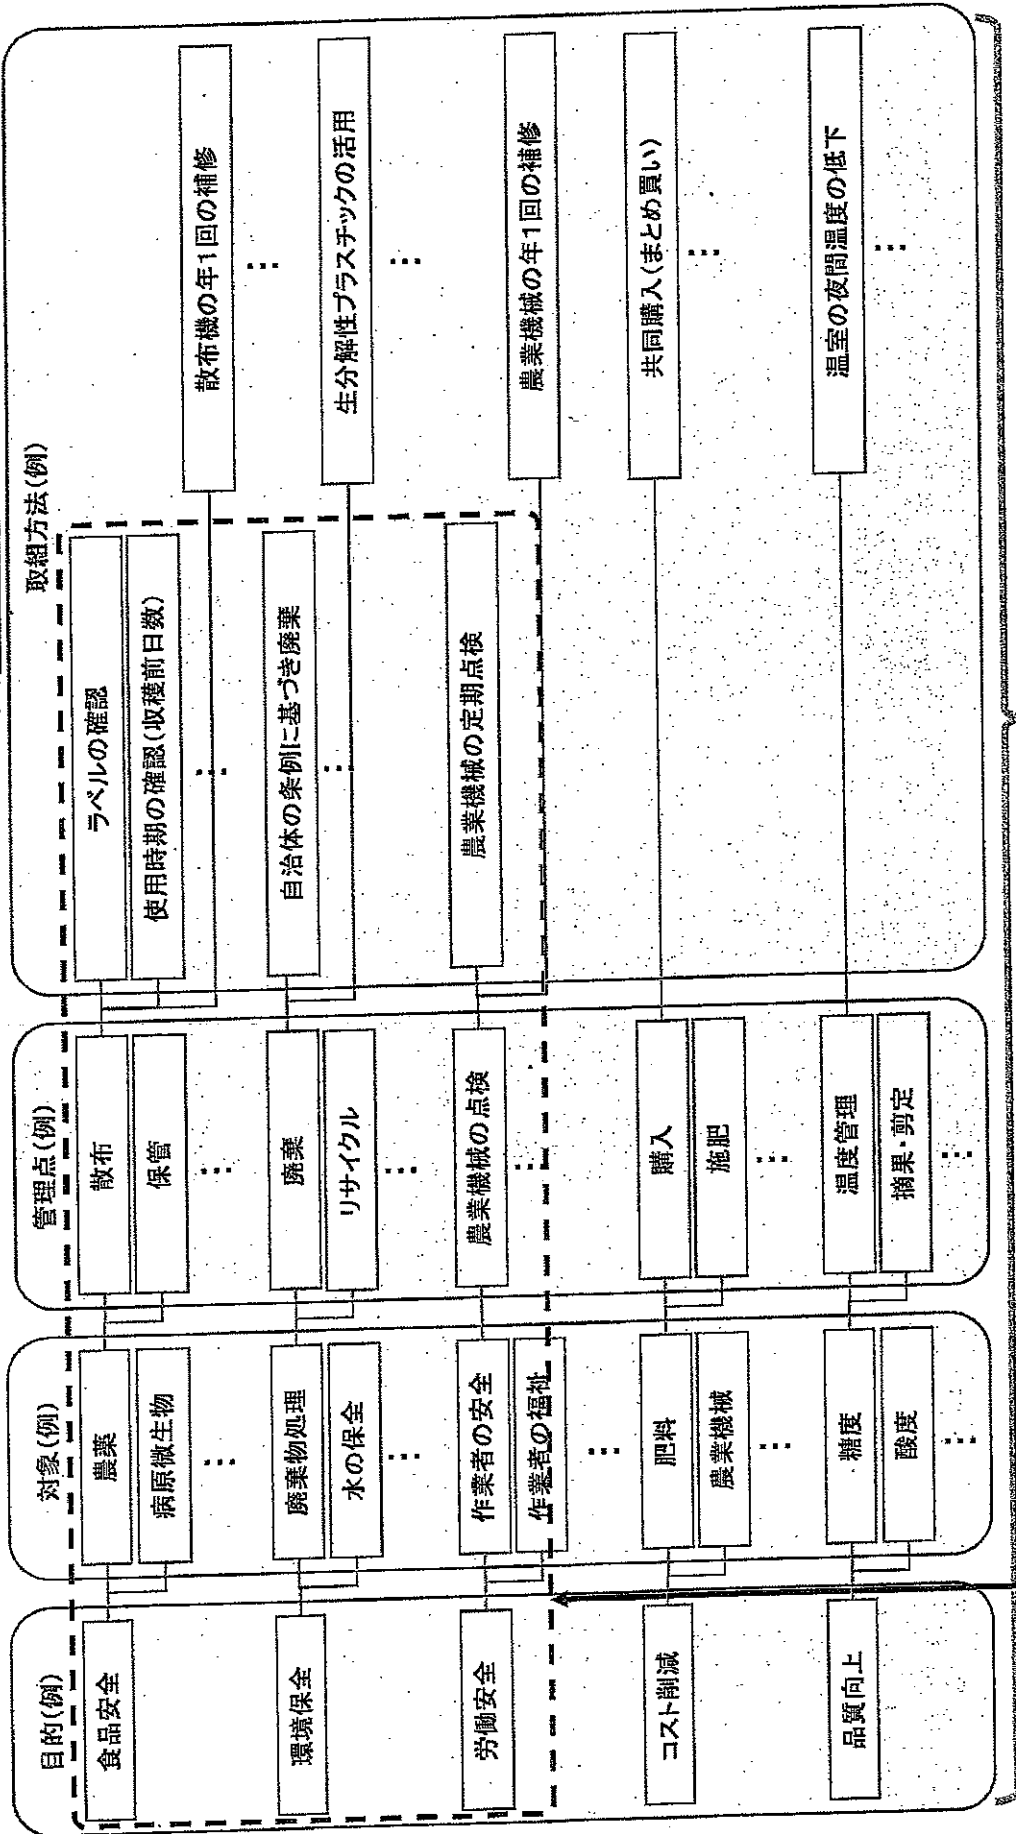 目的(例)
対象(例)
管理点(例)
取組方法(例)
食品安全
農薬
病原微生物
…
散布
保管
…
ラベルの確認
使用時期の確認(収穫前日数)
…
散布機の年1回の補修
…
環境保全
廃棄物処理
水の保全
…
廃棄
リサイクル
…
自治体の条例に基づき廃棄
…
生分解性プラスチックの活用
…
労働安全
作業者の安全
作業者の福祉
…
農業機械の点検
…
農業機械の定期点検
農業機械の年1回の補修
コスト削減
肥料
農業機械
…
購入
施肥
…
共同購入(まとめ買い)
…
品質向上
糖度
酸度
…
温度管理
摘果・剪定
…
温室の夜間温度の低下
…